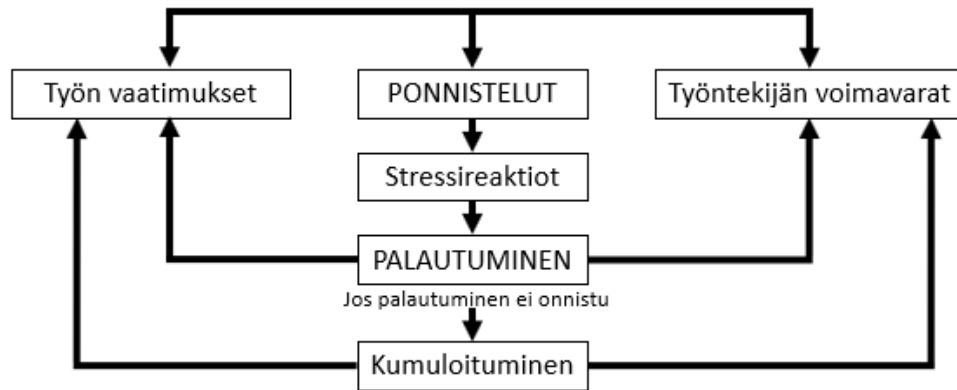 Työn vaatimukset
PONNISTELUT
Työntekijän voimavarat
Stressireaktiot
PALAUTUMINEN
Jos palautuminen ei onnistu
Kumuloituminen